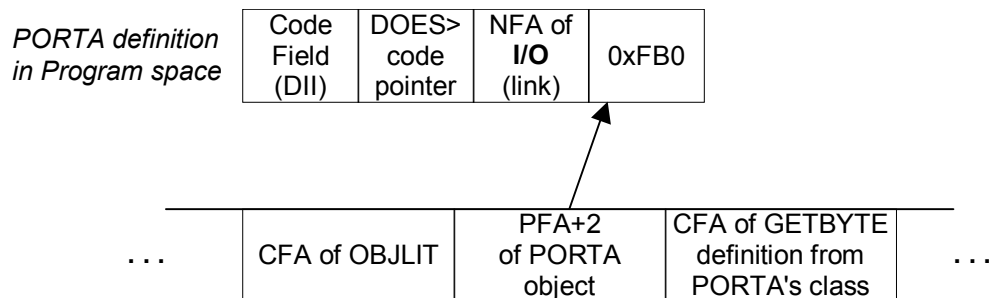 PORTA definition
in Program space
Code
Field
(DII)
DOES>
code
pointer
NFA of
I/O
(link)
0xFB0
. . .
CFA of OBJLIT
PFA+2
of PORTA
object
CFA of GETBYTE
definition from
PORTA's class
. . .